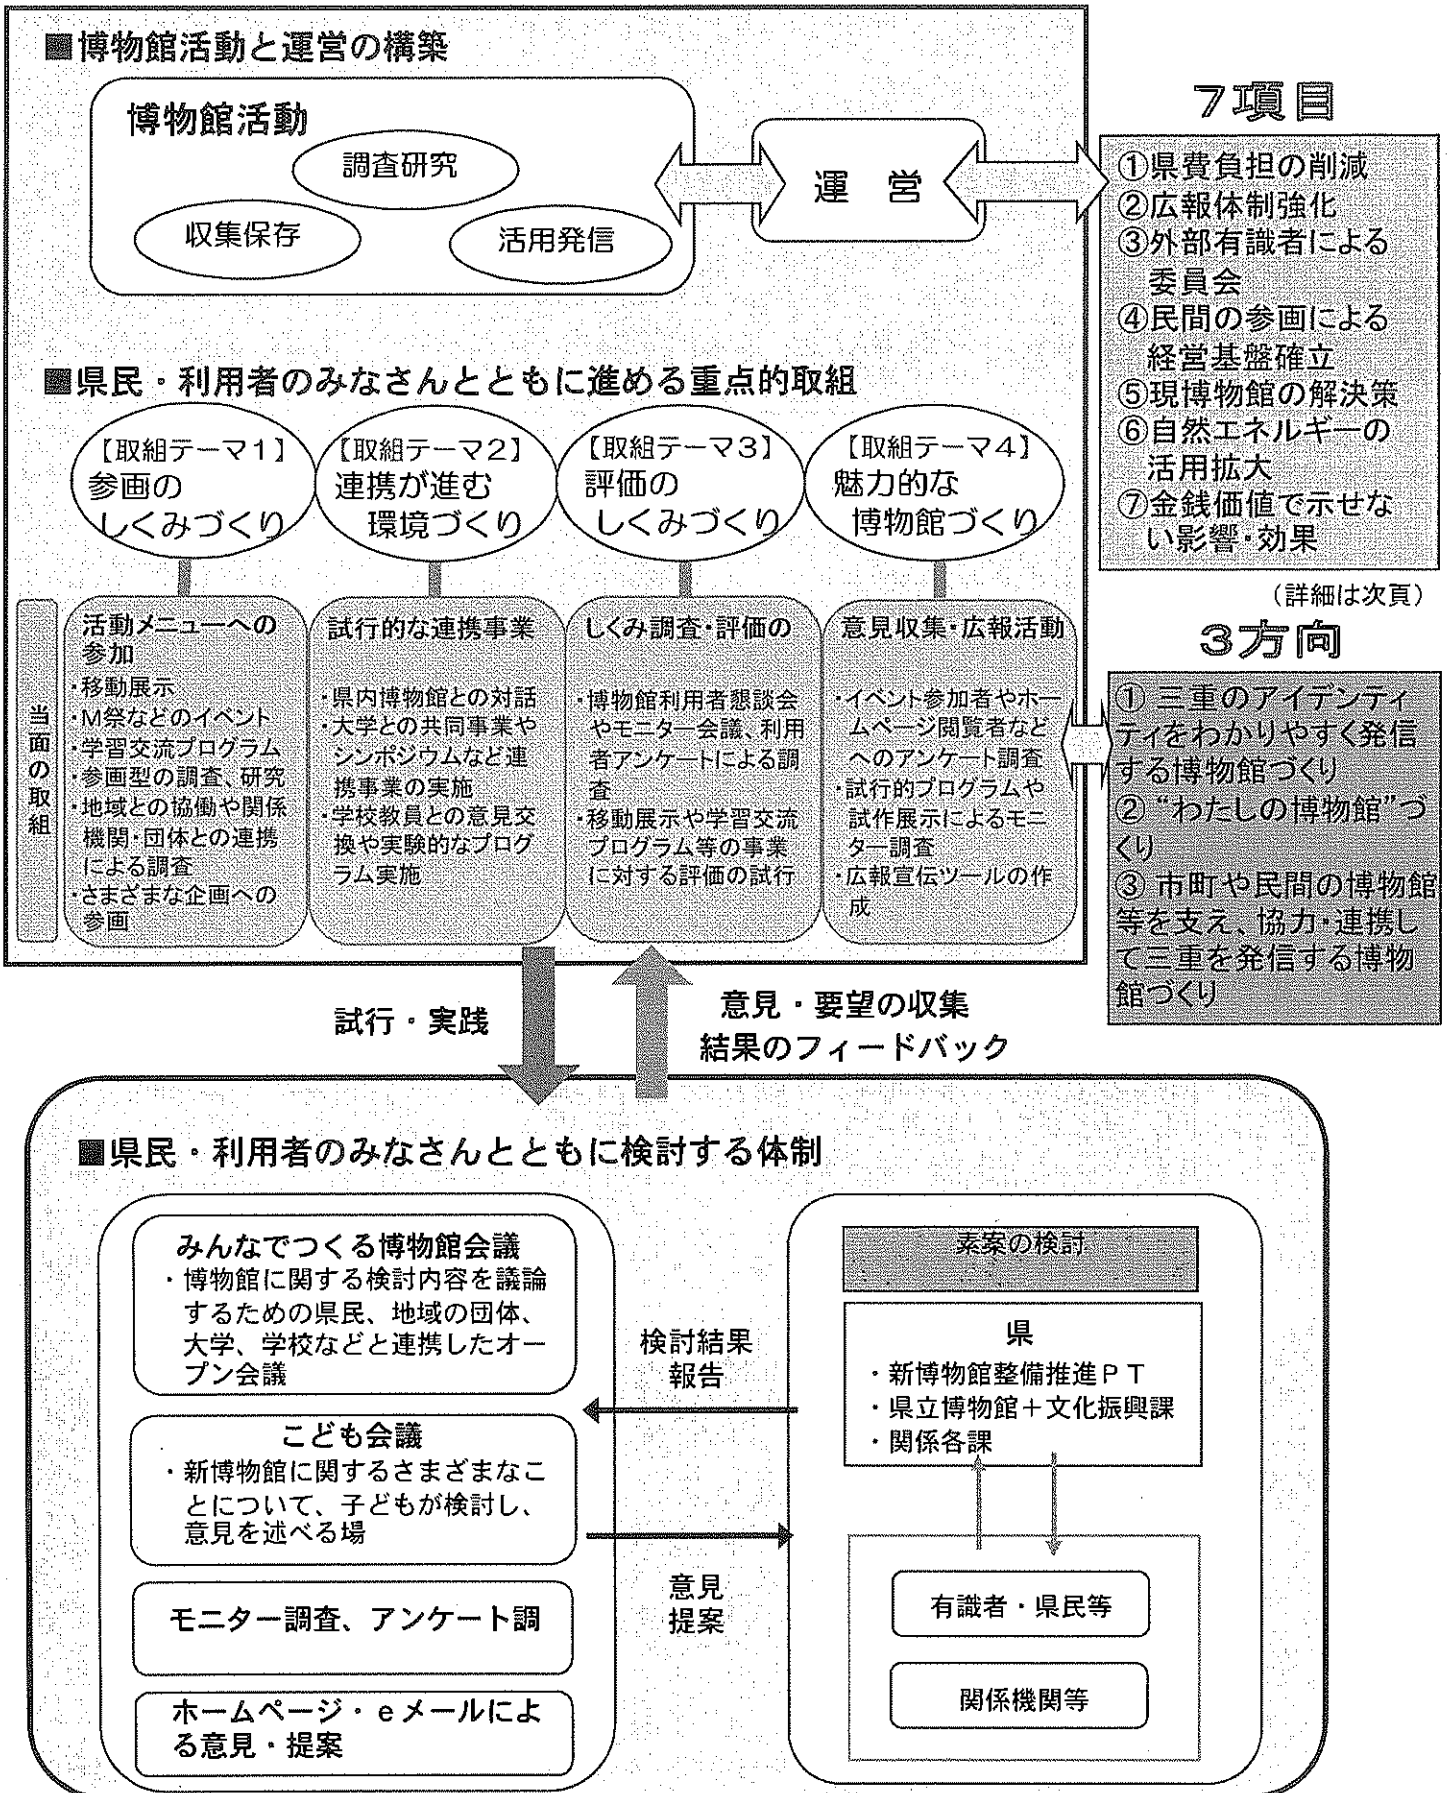 ■博物館活動と運営の構築
博物館活動
調査研究
収集保存
活用発信
運　営
7項目
①県費負担の削減
②広報体制強化
③外部有識者による
委員会
④民間の参画による
経営基盤確立
⑤現博物館の解決策
⑥自然エネルギーの
活用拡大
⑦金銭価値で示せな
い影響・効果
(詳細は次頁)
■県民・利用者のみなさんとともに進める重点的取組
【取組テーマ1】
参画の
しくみづくり
【取組テーマ2】
連携が進む
環境づくり
【取組テーマ3】
評価の
しくみづくり
【取組テーマ4】
魅力的な
博物館づくり
当面の取組
活動メニューへの
参加
・移動展示
・M祭などのイベント
・学習交流プログラム
・参画型の調査、研究
・地域との協働や関係
機関・団体との連携
による調査
・さまざまな企画への
参画
試行的な連携事業
・県内博物館との対話
・大学との共同事業や
シンポジウムなど連
携事業の実施
・学校教員との意見交
換や実験的なプログ
ラム実施
しくみ調査・評価の
・博物館利用者懇談会
やモニター会議、利用
者アンケートによる調
査
・移動展示や学習交流
プログラム等の事業
に対する評価の試行
意見収集・広報活動
・イベント参加者やホー
ムページ閲覧者など
へのアンケート調査
・試行的プログラムや
試作展示によるモニ
ター調査
・広報宣伝ツールの作
成
3方向
① 三重のアイデンティ
ティをわかりやすく発信
する博物館づくり
② “わたしの博物館”づ
くり
③ 市町や民間の博物館
等を支え、協力・連携し
て三重を発信する博物
館づくり
試行・実践
意見・要望の収集
結果のフィードバック
■県民・利用者のみなさんとともに検討する体制
みんなでつくる博物館会議
・博物館に関する検討内容を議論
するための県民、地域の団体、
大学、学校などと連携したオー
プン会議
こども会議
・新博物館に関するさまざまなこ
とについて、子どもが検討し、
意見を述べる場
モニター調査、アンケート調
ホームページ・eメールによ
る意見・提案
検討結果
報告
意見
提案
素案の検討
県
・新博物館整備推進PT
・県立博物館＋文化振興課
・関係各課
有識者・県民等
関係機関等